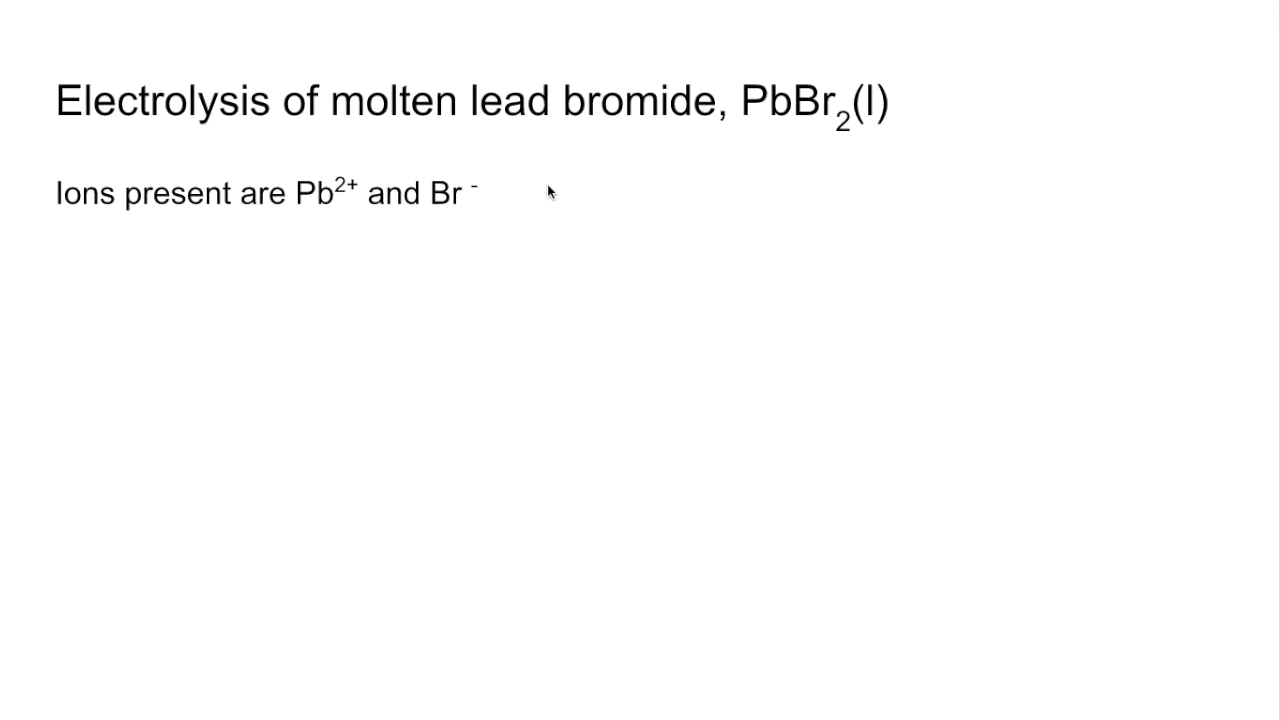 Electrolysis of molten lead bromide, PbBr₂(l)
Ions present are Pb²⁺ and Br ⁻